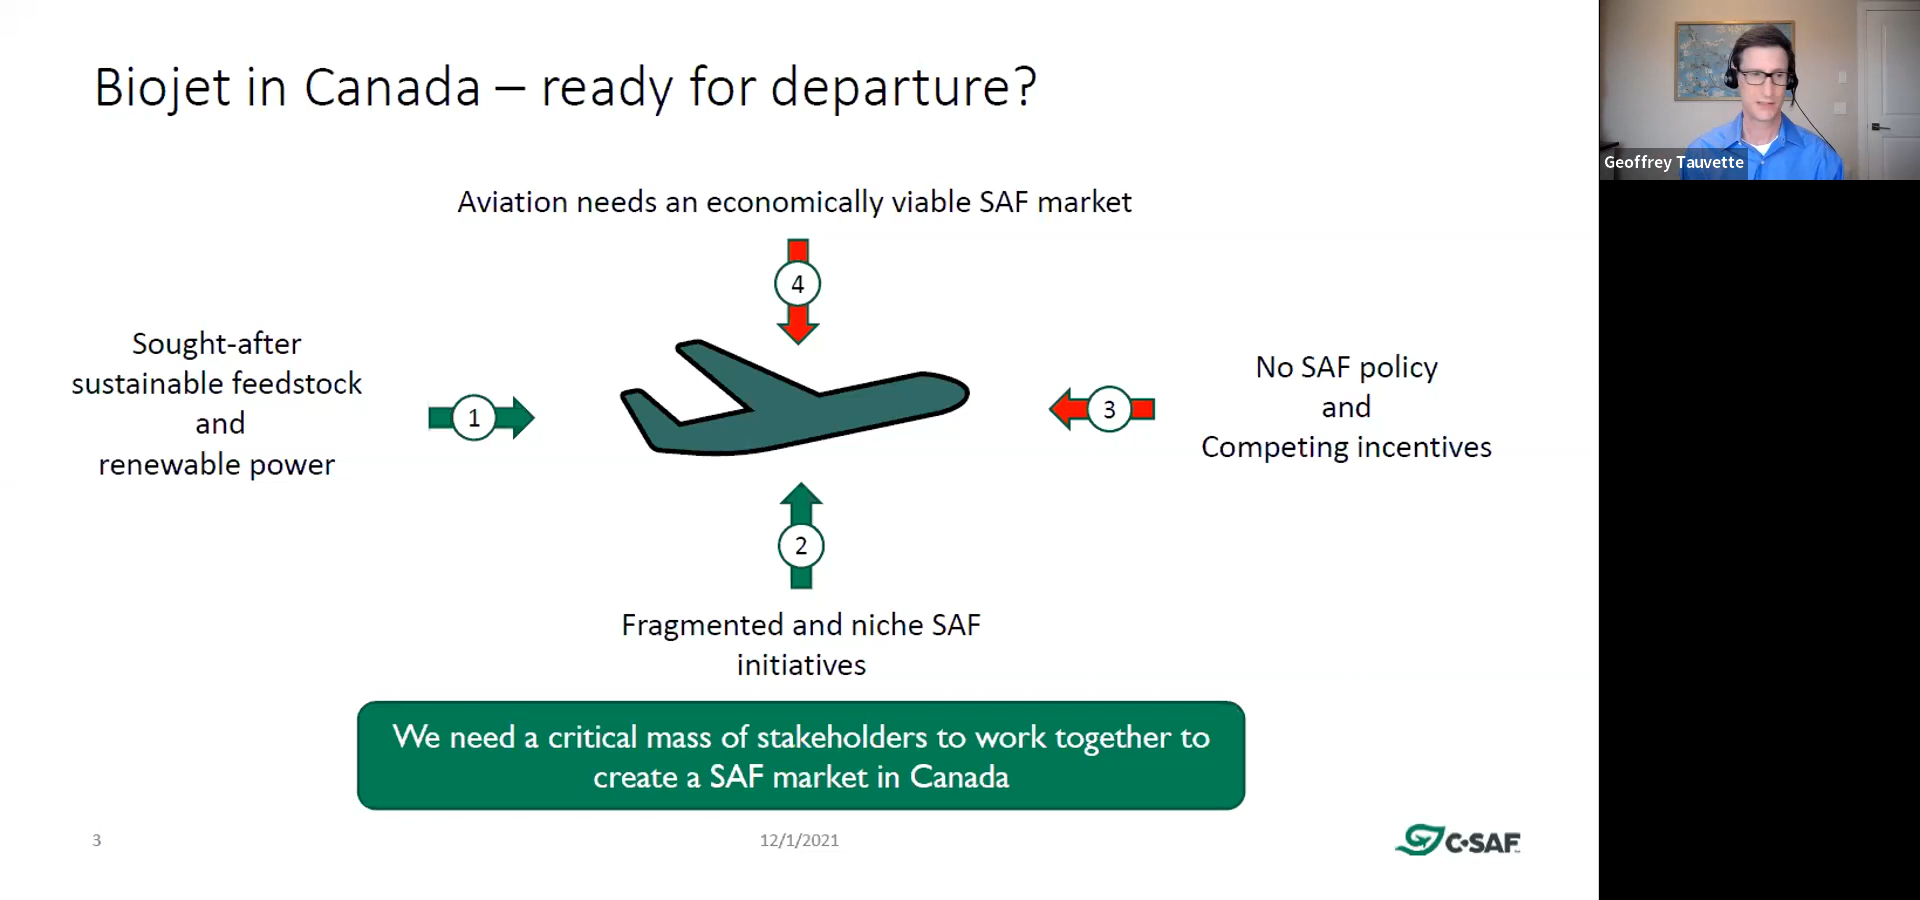 Biojet in Canada – ready for departure?
Geoffrey Tauvette
Aviation needs an economically viable SAF market
4
Sought-after
sustainable feedstock
and
renewable power
1
3
No SAF policy
and
Competing incentives
2
Fragmented and niche SAF
initiatives
We need a critical mass of stakeholders to work together to
create a SAF market in Canada
3
12/1/2021
C•SAF